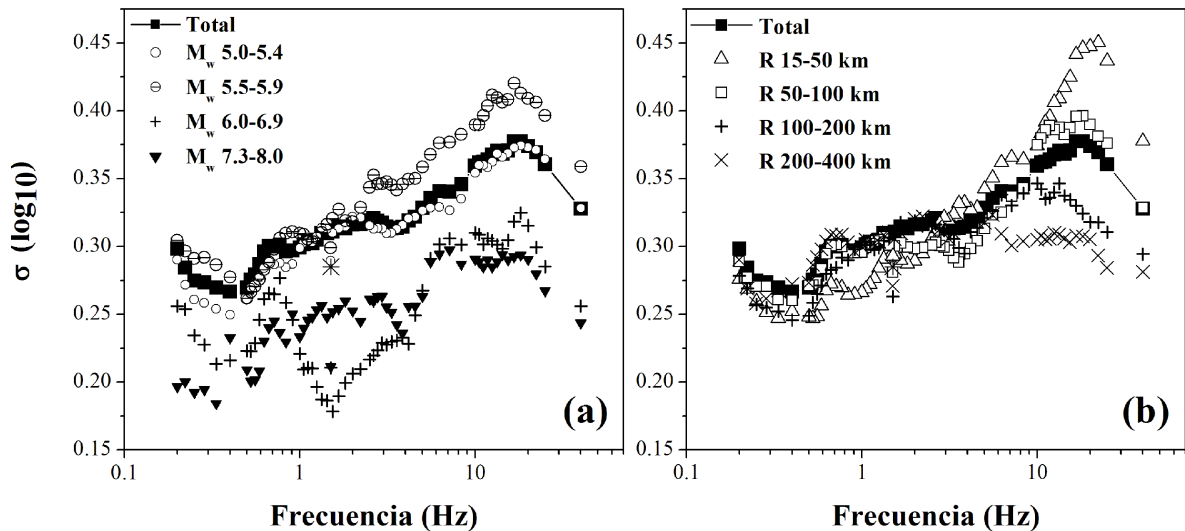 Total
M_w 5.0-5.4
M_w 5.5-5.9
M_w 6.0-6.9
M_w 7.3-8.0
0.45
0.40
0.35
0.30
0.25
0.20
0.15
σ (log10)
(a)
0.1
1
10
Frecuencia (Hz)
Total
R 15-50 km
R 50-100 km
R 100-200 km
R 200-400 km
0.45
0.40
0.35
0.30
0.25
0.20
0.15
(b)
0.1
1
10
Frecuencia (Hz)